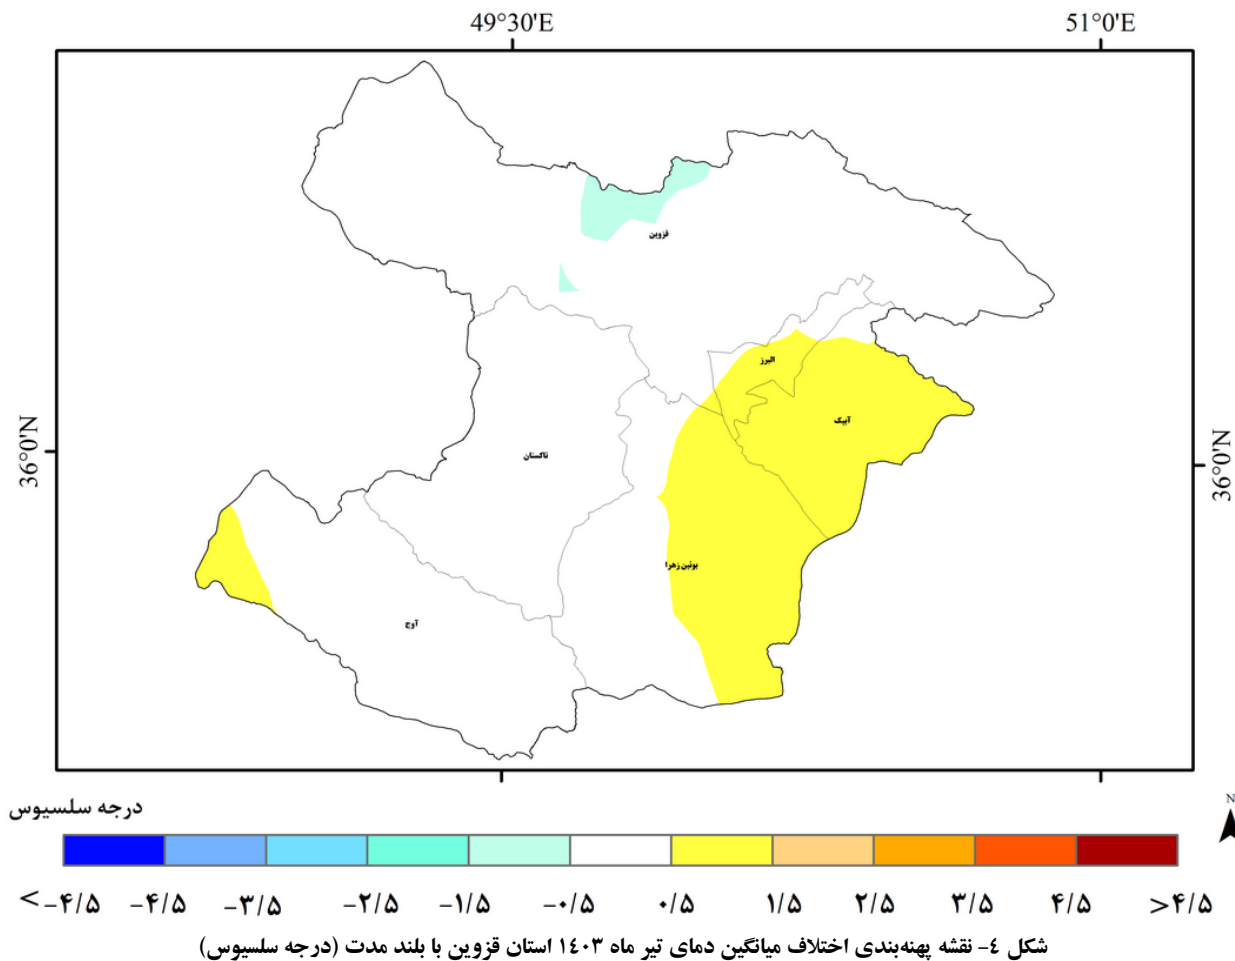 49°30'E 51°0'E
قزوین
البرز
آبیک
36°0'N 36°0'N
تاکستان
بوئین زهرا
آوج
درجه سلسیوس
N
<-۴/۵ -۴/۵ -۳/۵ -۲/۵ -۱/۵ -۰/۵ ۰/۵ ۱/۵ ۲/۵ ۳/۵ ۴/۵ >۴/۵
شکل ٤- نقشه پهنه‌بندی اختلاف میانگین دمای تیر ماه ١٤٠٣ استان قزوین با بلند مدت (درجه سلسیوس)